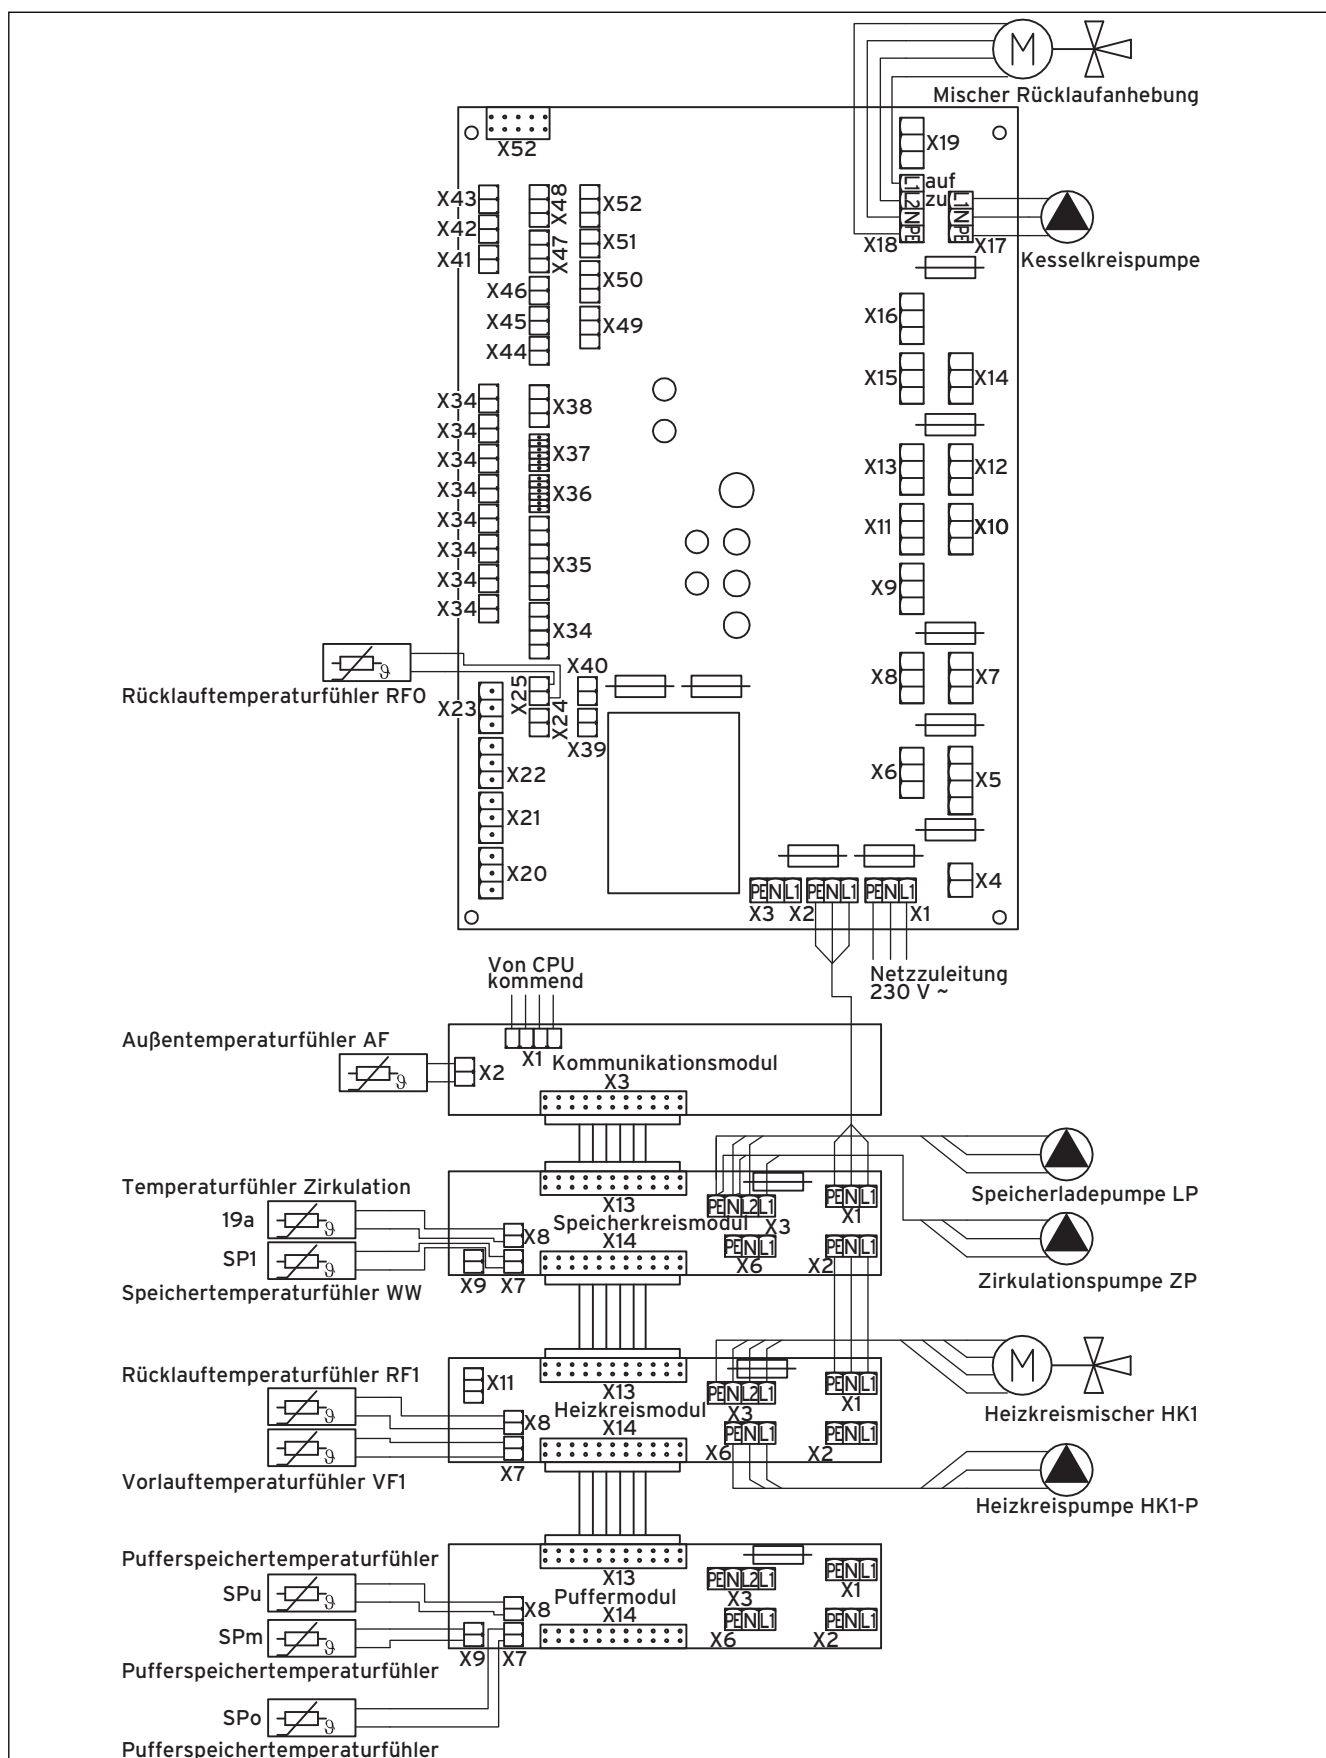 Mischer Rücklaufanhebung
M
X52
X19
X43
X48
X52
L1 auf
L2 zu
N
PE
X18
L1
N
PE
X17
X42
X47
X51
X41
Kesselkreispumpe
X46
X50
X45
X49
X16
X44
X15
X14
X34
X38
X34
X34
X37
X13
X12
X34
X36
X34
X11
X10
X34
X35
X34
X9
X34
X34
X40
ϑ
Rücklauftemperaturfühler RF0
X25
X8
X7
X23
X24
X39
X22
X6
X5
X21
X20
X4
PE N L1
PE N L1
PE N L1
X3
X2
X1
Von CPU
kommend
Netzzuleitung
230 V ~
Außentemperaturfühler AF
ϑ
X2
X1
Kommunikationsmodul
X3
Temperaturfühler Zirkulation
19a
ϑ
SP1
ϑ
Speichertemperaturfühler WW
X8
X9
X7
X13
Speicherkreismodul
X14
PE N L2 L1
X3
PE N L1
X1
PE N L1
X6
PE N L1
X2
Speicherladepumpe LP
Zirkulationspumpe ZP
Rücklauftemperaturfühler RF1
ϑ
ϑ
Vorlauftemperaturfühler VF1
X11
X8
X7
X13
Heizkreismodul
X14
PE N L2 L1
X3
PE N L1
X1
PE N L1
X6
PE N L1
X2
M
Heizkreismischer HK1
Heizkreispumpe HK1-P
Pufferspeichertemperaturfühler
SPu
ϑ
SPm
ϑ
Pufferspeichertemperaturfühler
X8
X9
X7
X13
Puffermodul
X14
PE N L2 L1
X3
PE N L1
X1
PE N L1
X6
PE N L1
X2
SPo
ϑ
Pufferspeichertemperaturfühler